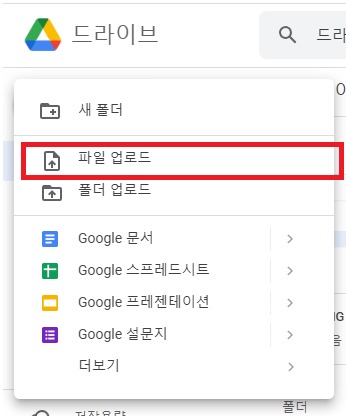 드라이브
드라
새 폴더
파일 업로드
폴더 업로드
Google 문서
Google 스프레드시트
Google 프레젠테이션
Google 설문지
더보기
폴더